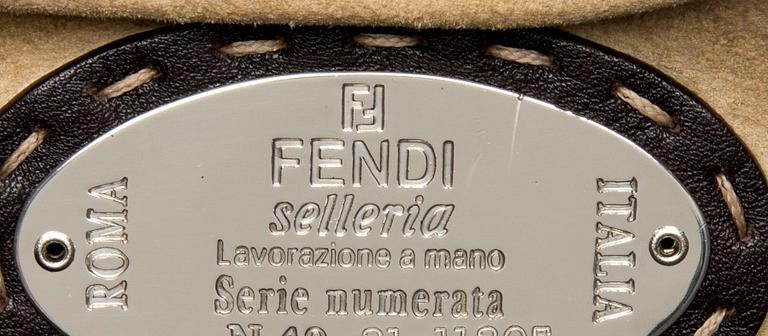 FENDI
selleria
Lavorazione a mano
Serie numerata
ROMA
ITALIA